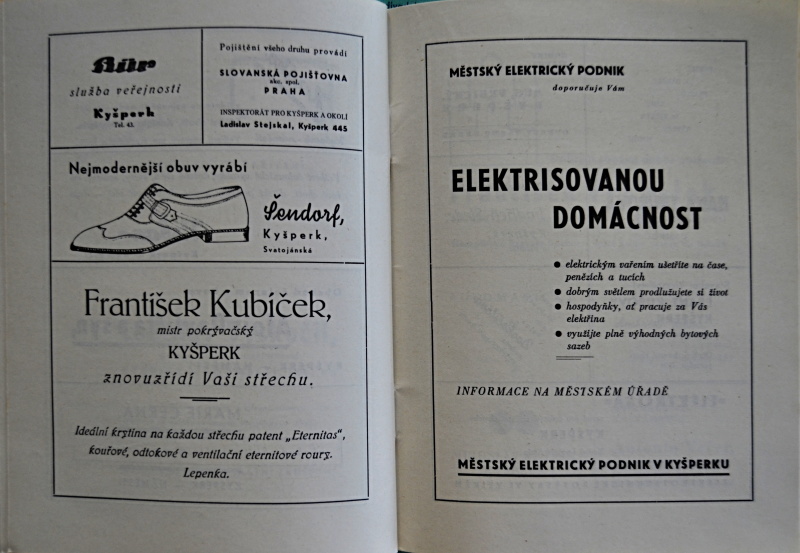 služba veřejnosti
Kyšperk
Tel. 43.
Pojištění všeho druhu provádí
SLOVANSKÁ POJIŠŤOVNA
akc. spol.
PRAHA
INSPEKTORÁT PRO KYŠPERK A OKOLÍ
Ladislav Stejskal, Kyšperk 445
Nejmodernější obuv vyrábí
Šendorf,
Kyšperk,
Svatojánská
František Kubíček,
mistr pokrývačský
KYŠPERK
znovuzřídí Vaši střechu.
Ideální krytina na každou střechu patent „Eternitas",
kouřové, odtokové a ventilační eternitové roury.
Lepenka.
MĚSTSKÝ ELEKTRICKÝ PODNIK
doporučuje Vám
ELEKTRISOVANOU
DOMÁCNOST
● elektrickým vařením ušetříte na čase,
penězích a tucích
● dobrým světlem prodlužujete si život
● hospodyňky, ať pracuje za Vás
elektřina
● využijte plně výhodných bytových
sazeb
INFORMACE NA MĚSTSKÉM ÚŘADĚ
MĚSTSKÝ ELEKTRICKÝ PODNIK V KYŠPERKU